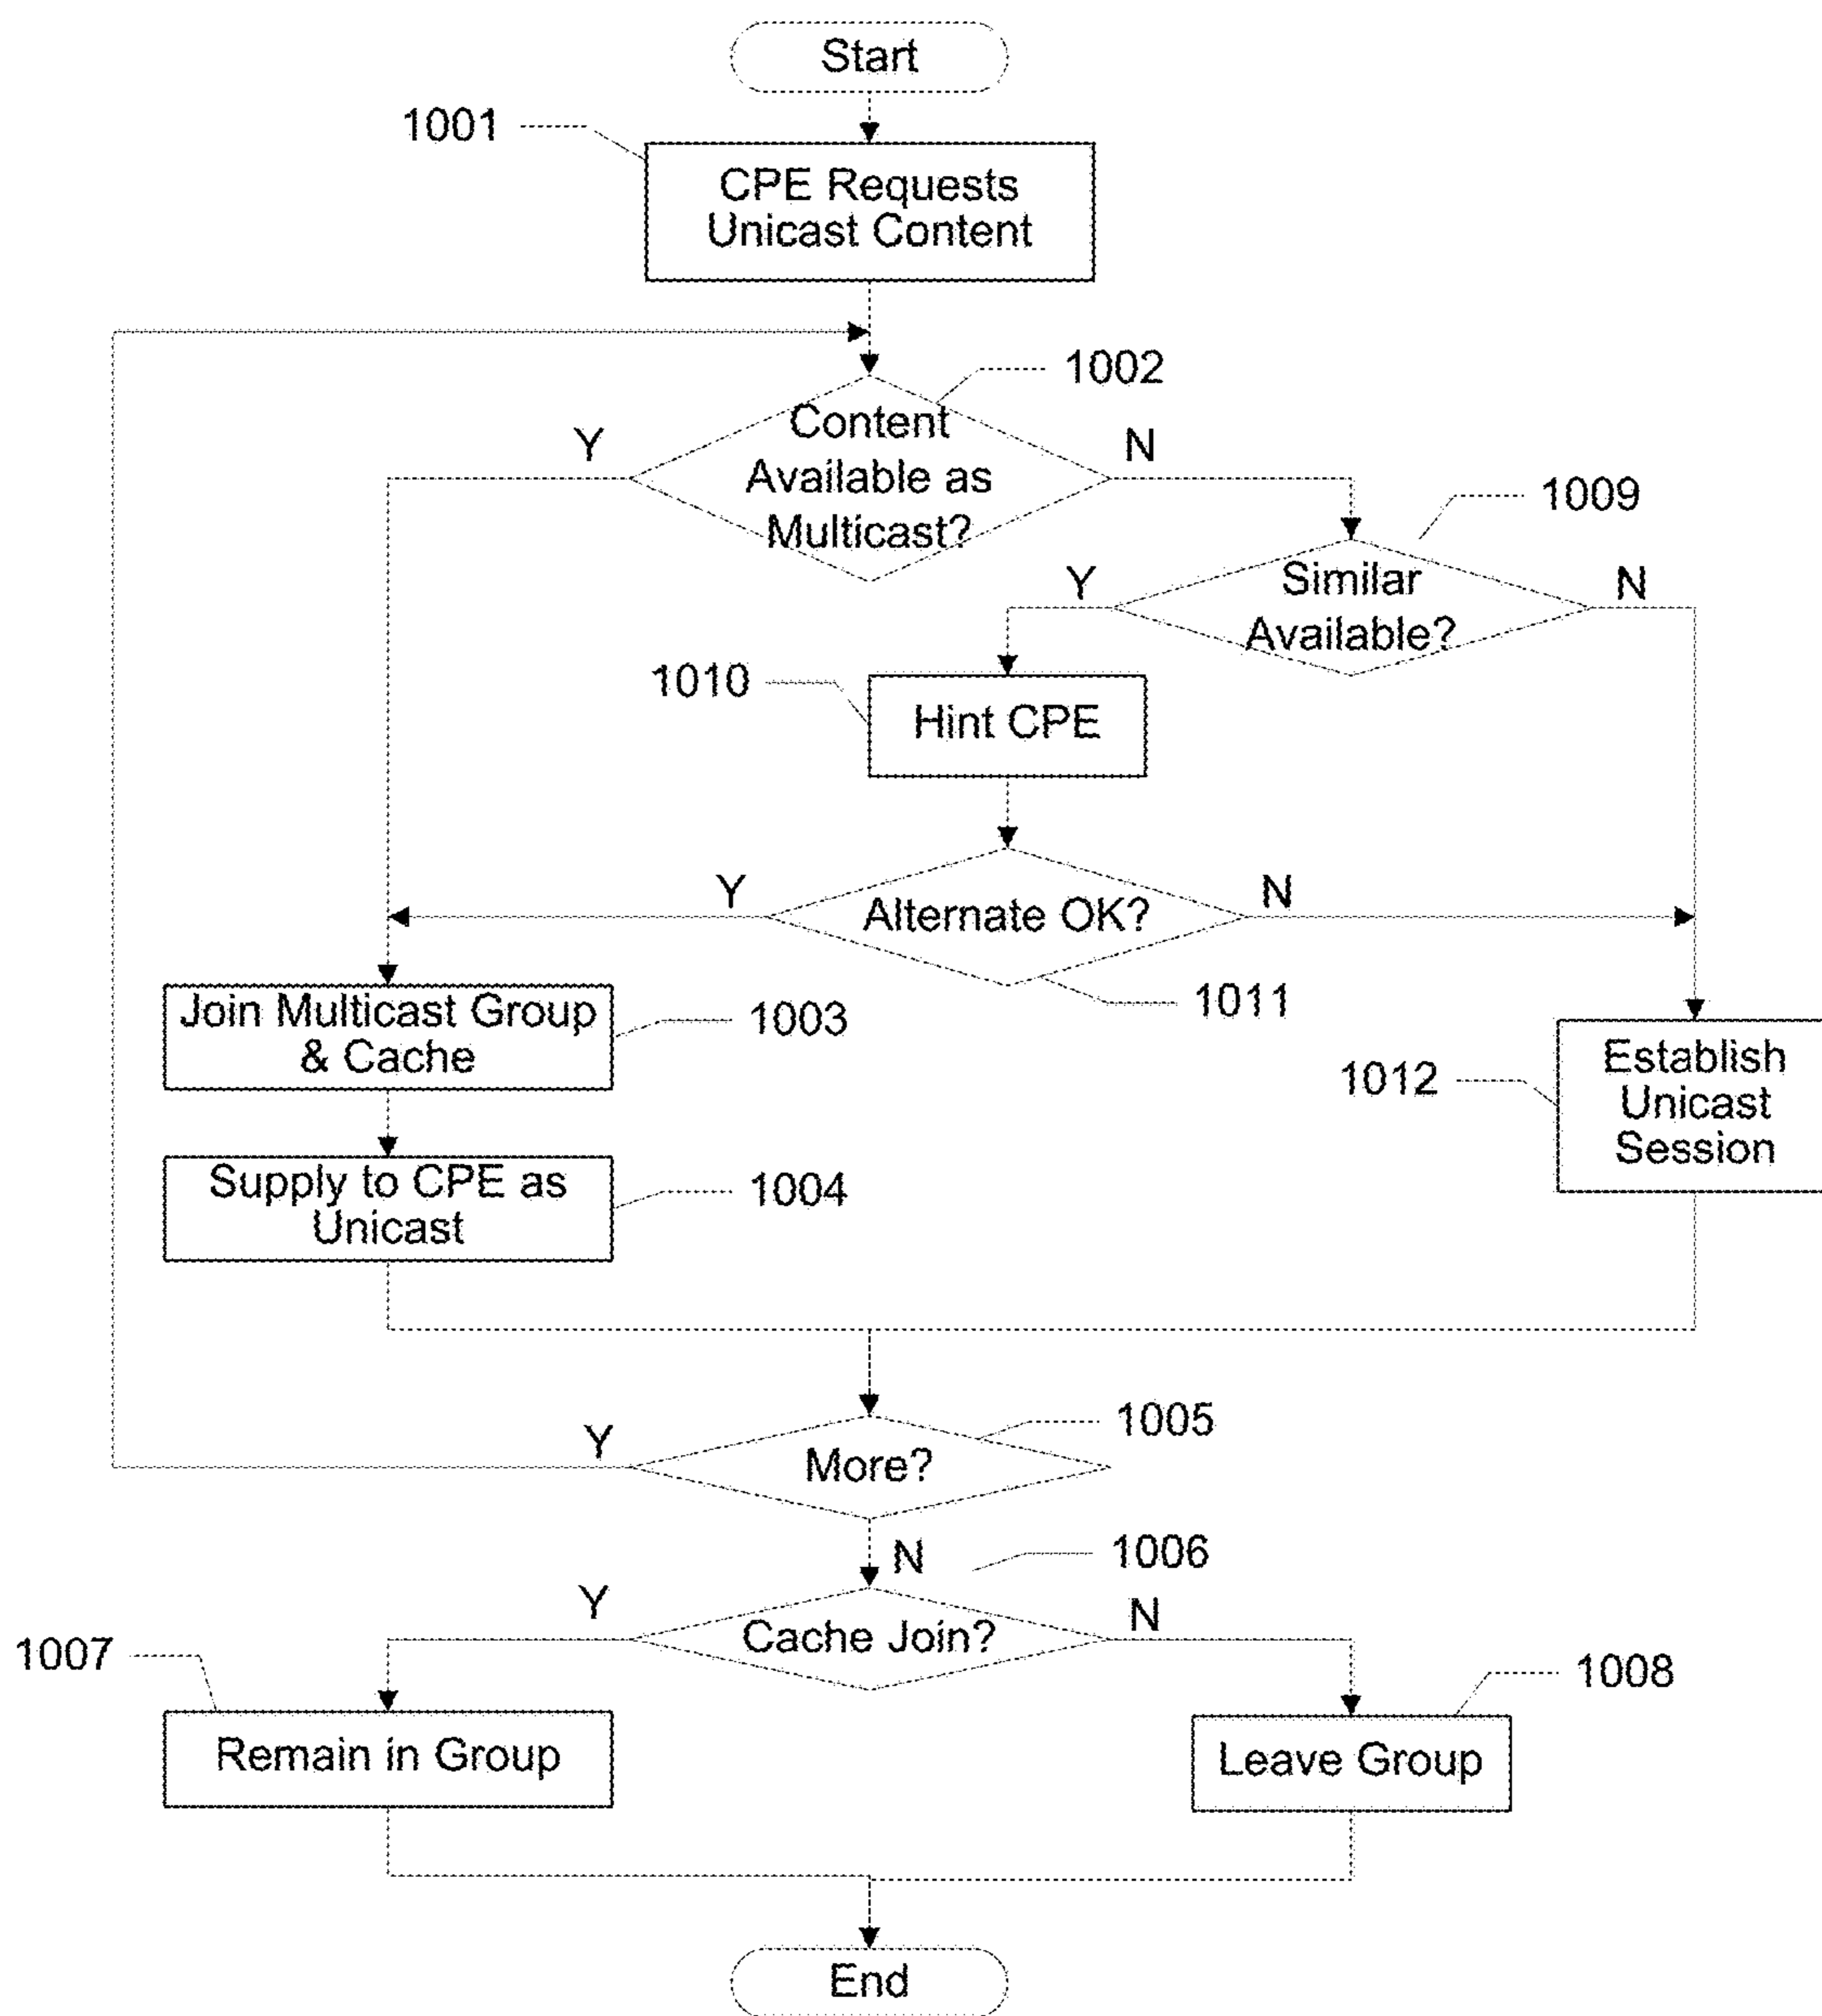 Start
1001
CPE Requests
Unicast Content
1002
Content
Available as
Multicast?
Y
N
1009
Similar
Available?
Y
N
1010
Hint CPE
Alternate OK?
Y
N
1011
Join Multicast Group
& Cache
1003
Supply to CPE as
Unicast
1004
1012
Establish
Unicast
Session
1005
More?
Y
N
1006
Cache Join?
Y
N
1007
Remain in Group
1008
Leave Group
End